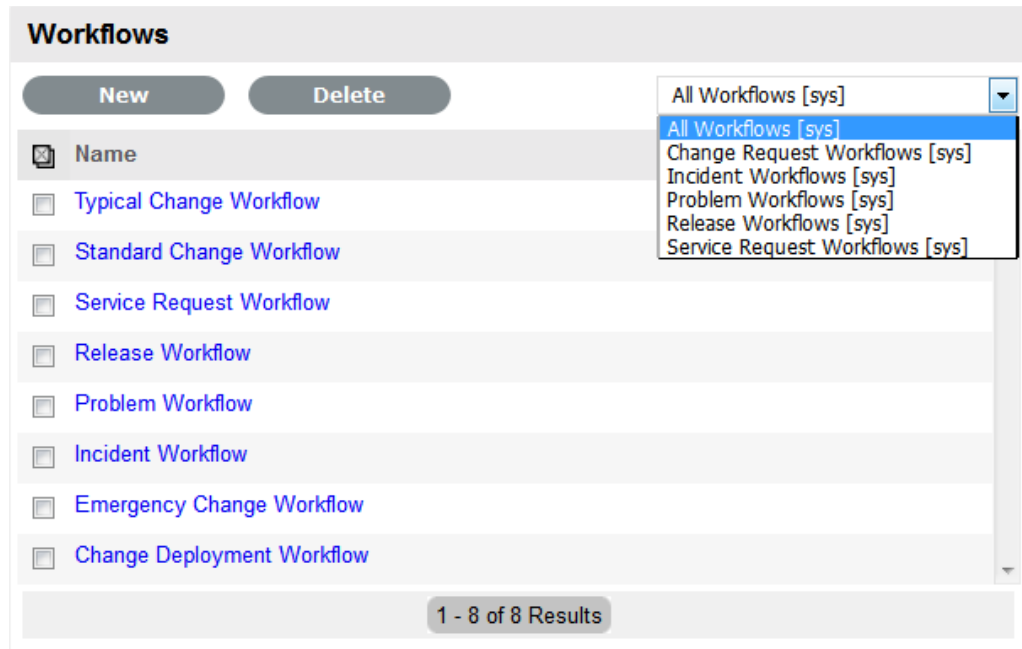 Workflows
New
Delete
All Workflows [sys]
All Workflows [sys]
Change Request Workflows [sys]
Incident Workflows [sys]
Problem Workflows [sys]
Release Workflows [sys]
Service Request Workflows [sys]
Name
Typical Change Workflow
Standard Change Workflow
Service Request Workflow
Release Workflow
Problem Workflow
Incident Workflow
Emergency Change Workflow
Change Deployment Workflow
1 - 8 of 8 Results